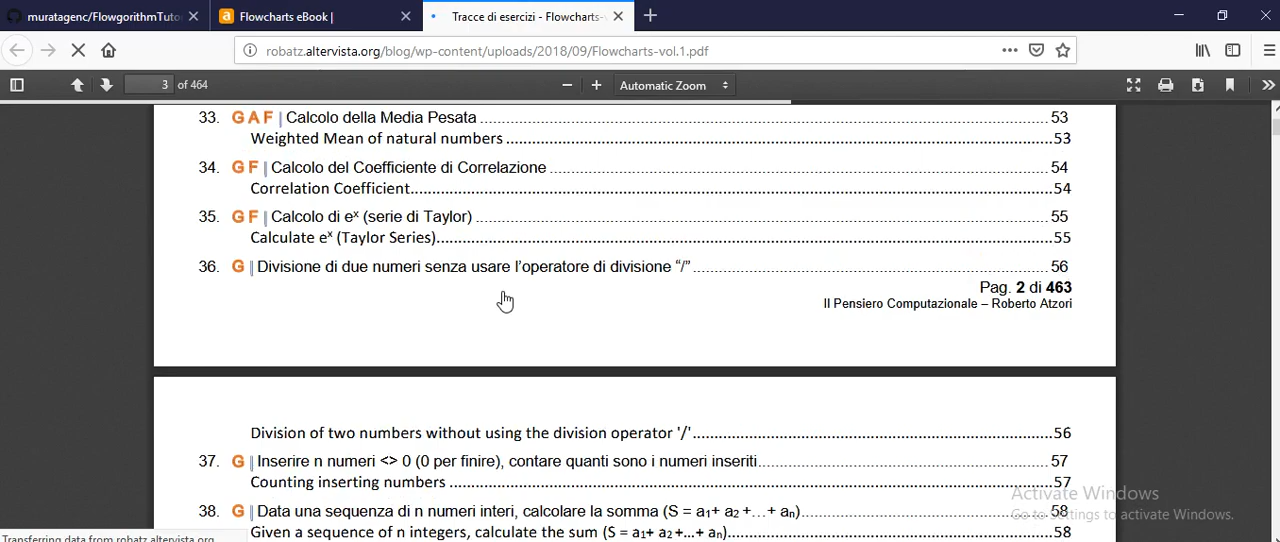 muratagenc/FlowgorithmTuto
Flowcharts eBook |
Tracce di esercizi - Flowcharts-v
robatz.altervista.org/blog/wp-content/uploads/2018/09/Flowcharts-vol.1.pdf
3 of 464
Automatic Zoom
33. G A F | Calcolo della Media Pesata 53
Weighted Mean of natural numbers 53
34. G F | Calcolo del Coefficiente di Correlazione 54
Correlation Coefficient 54
35. G F | Calcolo di eˣ (serie di Taylor) 55
Calculate eˣ (Taylor Series) 55
36. G | Divisione di due numeri senza usare l’operatore di divisione “/” 56
Pag. 2 di 463
Il Pensiero Computazionale – Roberto Atzori
Division of two numbers without using the division operator '/' 56
37. G | Inserire n numeri <> 0 (0 per finire), contare quanti sono i numeri inseriti 57
Counting inserting numbers 57
38. G | Data una sequenza di n numeri interi, calcolare la somma (S = a₁+ a₂ +…+ aₙ) 58
Given a sequence of n integers, calculate the sum (S = a₁+ a₂ +...+ aₙ) 58
Activate Windows
Go to Settings to activate Windows.
Transferring data from robatz.altervista.org